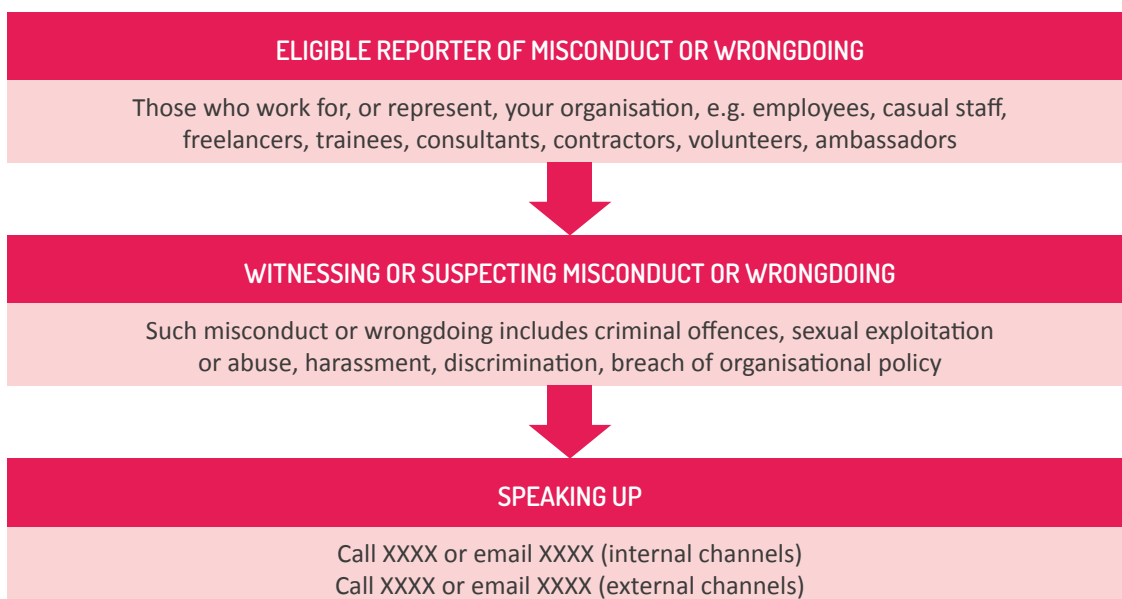 ELIGIBLE REPORTER OF MISCONDUCT OR WRONGDOING
Those who work for, or represent, your organisation, e.g. employees, casual staff,
freelancers, trainees, consultants, contractors, volunteers, ambassadors
WITNESSING OR SUSPECTING MISCONDUCT OR WRONGDOING
Such misconduct or wrongdoing includes criminal offences, sexual exploitation
or abuse, harassment, discrimination, breach of organisational policy
SPEAKING UP
Call XXXX or email XXXX (internal channels)
Call XXXX or email XXXX (external channels)